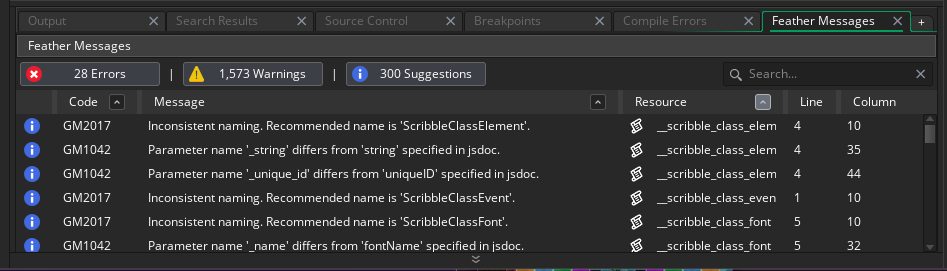 Output Search Results Source Control Breakpoints Compile Errors Feather Messages +
Feather Messages
28 Errors | 1,573 Warnings | 300 Suggestions Search...
Code Message Resource Line Column
GM2017 Inconsistent naming. Recommended name is 'ScribbleClassElement'. __scribble_class_elem 4 10
GM1042 Parameter name '_string' differs from 'string' specified in jsdoc. __scribble_class_elem 4 35
GM1042 Parameter name '_unique_id' differs from 'uniqueID' specified in jsdoc. __scribble_class_elem 4 44
GM2017 Inconsistent naming. Recommended name is 'ScribbleClassEvent'. __scribble_class_even 1 10
GM2017 Inconsistent naming. Recommended name is 'ScribbleClassFont'. __scribble_class_font 5 10
GM1042 Parameter name '_name' differs from 'fontName' specified in jsdoc. __scribble_class_font 5 32